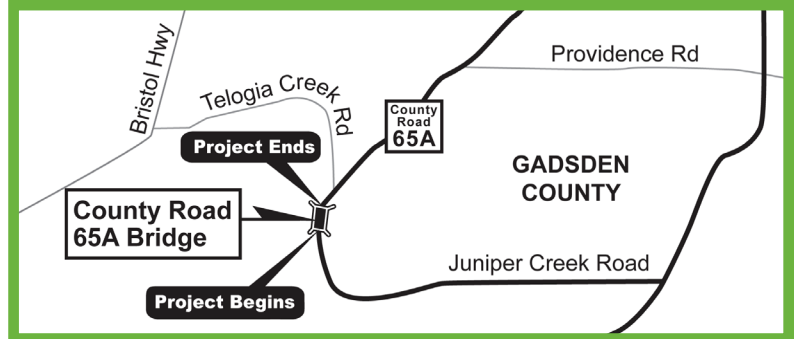 Bristol Hwy
Telogia Creek Rd
Providence Rd
County
Road
65A
Project Ends
GADSDEN
COUNTY
County Road
65A Bridge
Juniper Creek Road
Project Begins